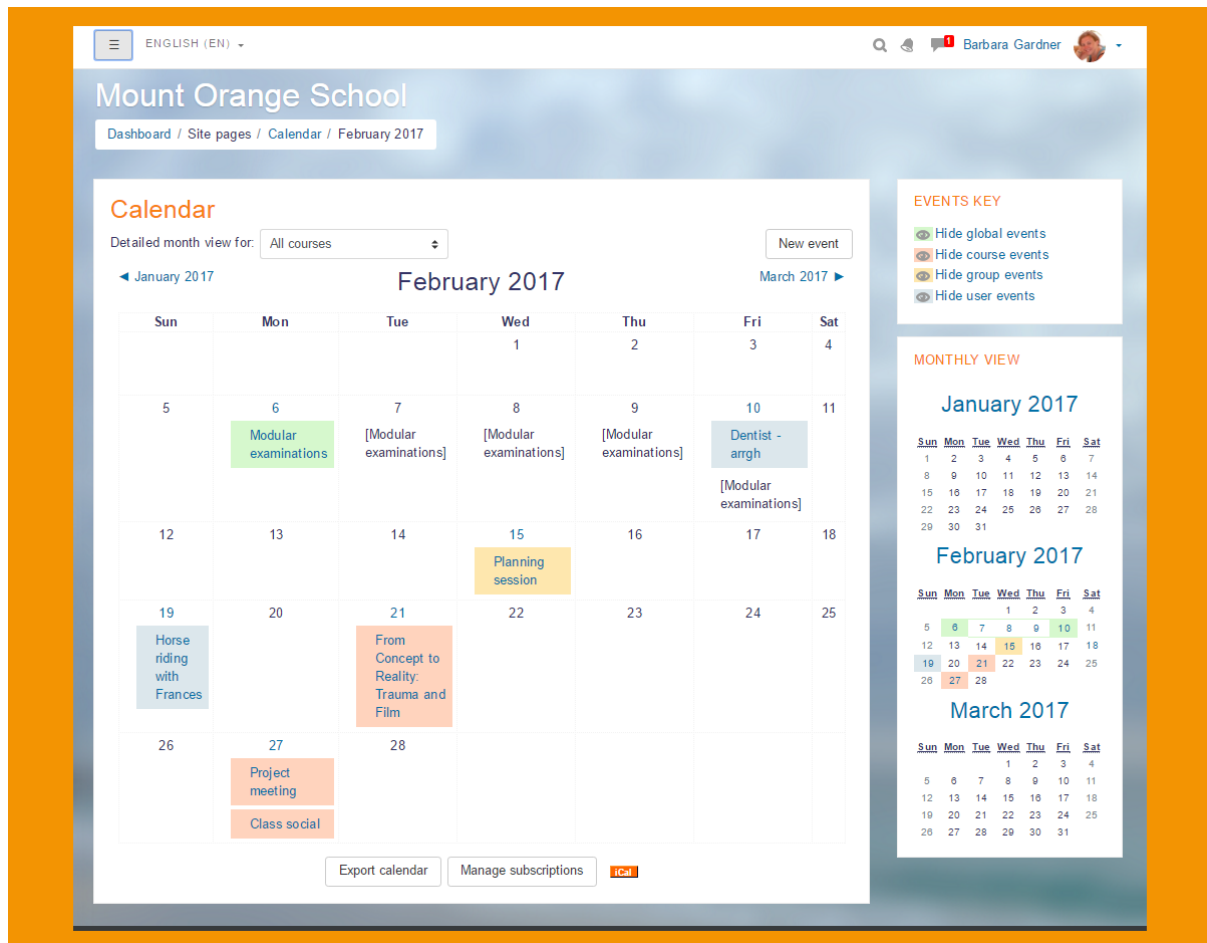 ☰ ENGLISH (EN) 1 Barbara Gardner
Mount Orange School
Dashboard / Site pages / Calendar / February 2017
Calendar
Detailed month view for: All courses New event
◄ January 2017 February 2017 March 2017 ►
Sun Mon Tue Wed Thu Fri Sat
1 2 3 4
5 6 7 8 9 10 11
Modular [Modular [Modular [Modular Dentist -
examinations examinations] examinations] examinations] arrgh
[Modular
examinations]
12 13 14 15 16 17 18
Planning
session
19 20 21 22 23 24 25
Horse From
riding Concept to
with Reality:
Frances Trauma and
Film
26 27 28
Project
meeting
Class social
Export calendar Manage subscriptions iCal
EVENTS KEY
Hide global events
Hide course events
Hide group events
Hide user events
MONTHLY VIEW
January 2017
Sun Mon Tue Wed Thu Fri Sat
1 2 3 4 5 6 7
8 9 10 11 12 13 14
15 16 17 18 19 20 21
22 23 24 25 26 27 28
29 30 31
February 2017
Sun Mon Tue Wed Thu Fri Sat
1 2 3 4
5 6 7 8 9 10 11
12 13 14 15 16 17 18
19 20 21 22 23 24 25
26 27 28
March 2017
Sun Mon Tue Wed Thu Fri Sat
1 2 3 4
5 6 7 8 9 10 11
12 13 14 15 16 17 18
19 20 21 22 23 24 25
26 27 28 29 30 31